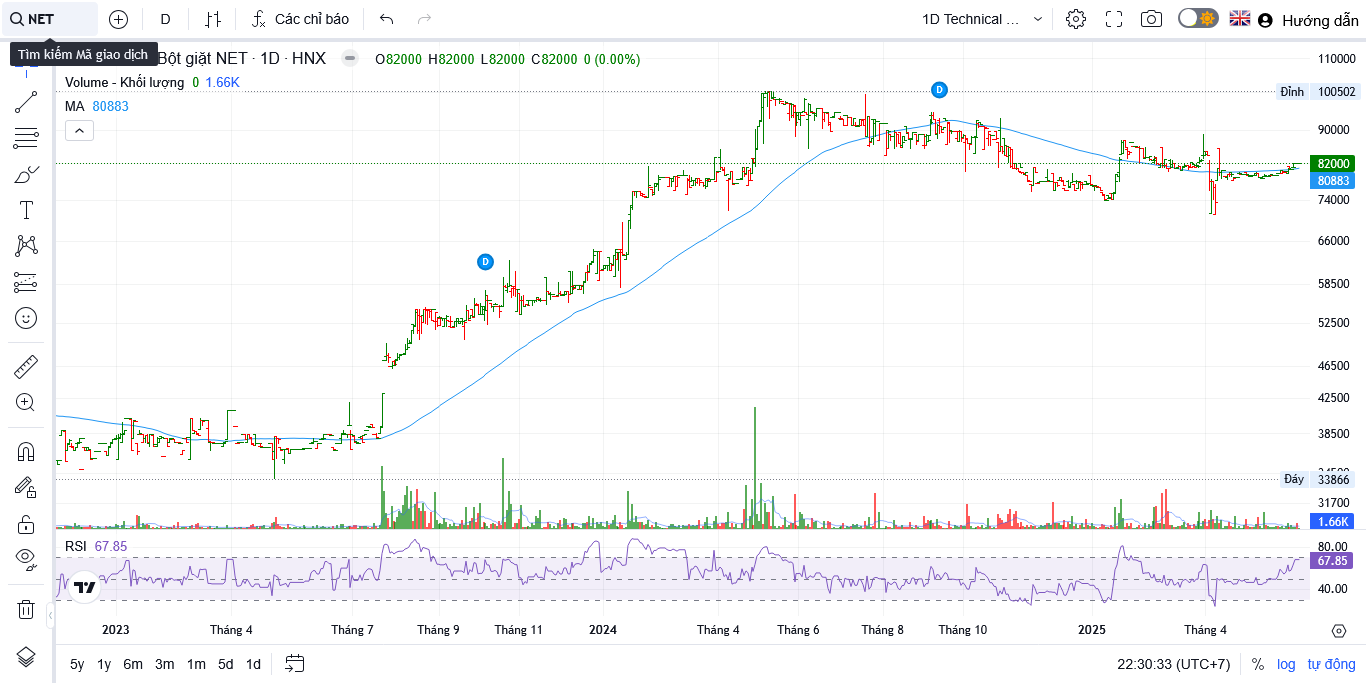 NET
D
Các chỉ báo
1D Technical ...
Hướng dẫn
Tìm kiếm Mã giao dịch
Bột giặt NET · 1D · HNX
O82000 H82000 L82000 C82000 0 (0.00%)
Volume - Khối lượng 0 1.66K
MA 80883
110000
Đỉnh 100502
90000
82000
80883
74000
66000
58500
52500
46500
42500
38500
Đáy 33866
31700
1.66K
D
D
RSI 67.85
80.00
67.85
40.00
2023 Tháng 4 Tháng 7 Tháng 9 Tháng 11 2024 Tháng 4 Tháng 6 Tháng 8 Tháng 10 2025 Tháng 4
5y 1y 6m 3m 1m 5d 1d
22:30:33 (UTC+7) % log tự động